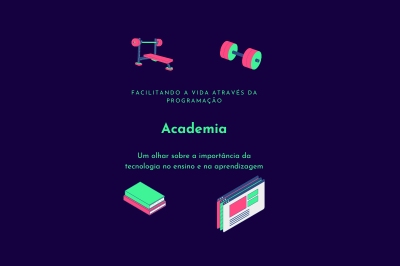 FACILITANDO A VIDA ATRAVÉS DA
PROGRAMAÇÃO
Academia
Um olhar sobre a importância da
tecnologia no ensino e na aprendizagem